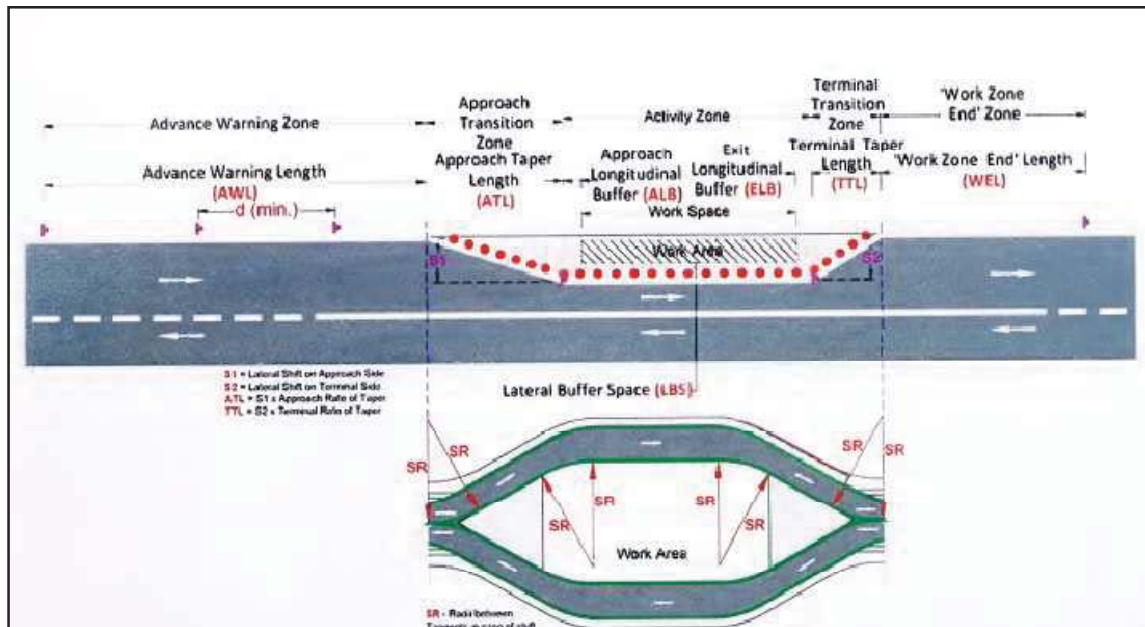 Advance Warning Zone
Approach
Transition
Zone
Activity Zone
Terminal
Transition
Zone
'Work Zone
End' Zone
Advance Warning Length
(AWL)
d (min.)
Approach Taper
Length
(ATL)
Approach
Longitudinal
Buffer (ALB)
Exit
Longitudinal
Buffer (ELB)
Work Space
Terminal Taper
Length
(TTL)
'Work Zone End' Length
(WEL)
S1
Work Area
S2
S1 = Lateral Shift on Approach Side
S2 = Lateral Shift on Terminal Side
ATL = S1 x Approach Ratio of Taper
TTL = S2 x Terminal Ratio of Taper
Lateral Buffer Space (LBS)
SR
SR
SR
SR
SR
SR
SR
SR
Work Area
SR - Radii between